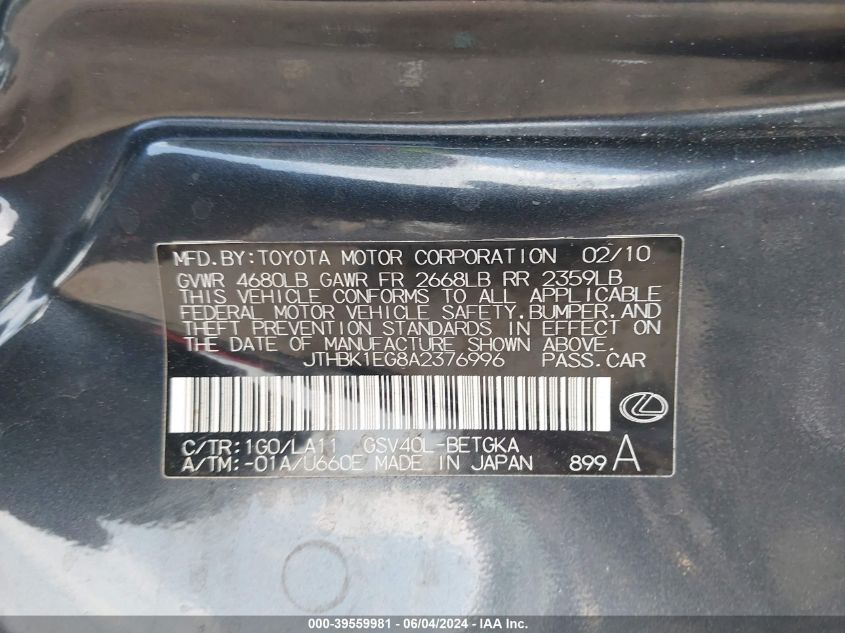 MFD.BY:TOYOTA MOTOR CORPORATION 02/10
GVWR 4680LB GAWR FR 2668LB RR 2359LB
THIS VEHICLE CONFORMS TO ALL APPLICABLE
FEDERAL MOTOR VEHICLE SAFETY,BUMPER,AND
THEFT PREVENTION STANDARDS IN EFFECT ON
THE DATE OF MANUFACTURE SHOWN ABOVE.
JTHBK1EG8A2376996 PASS.CAR
C/TR:1G0/LA11 GSV40L-BETGKA
A/TM:-01A/U660E MADE IN JAPAN 899 A
000-39559981 - 06/04/2024 - IAA Inc.